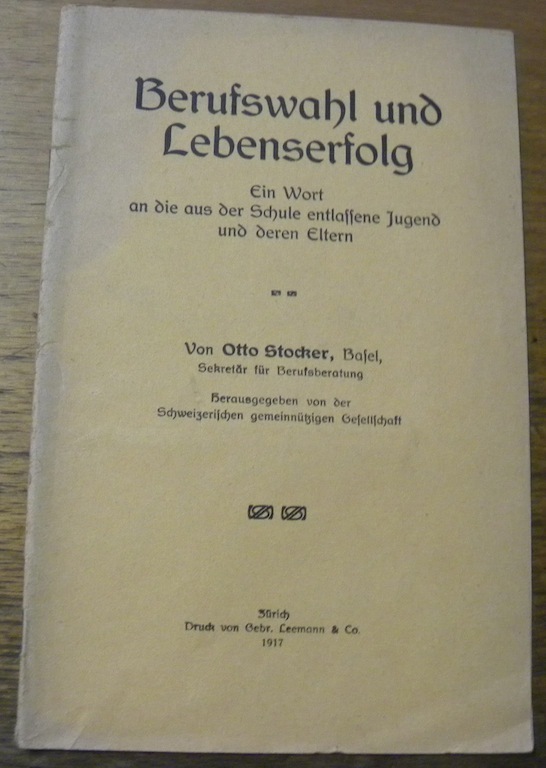 Berufswahl und
Lebenserfolg
Ein Wort
an die aus der Schule entlassene Jugend
und deren Eltern
Von Otto Stocker, Basel,
Sekretär für Berufsberatung
Herausgegeben von der
Schweizerischen gemeinnützigen Gesellschaft
Zürich
Druck von Gebr. Leemann & Co.
1917